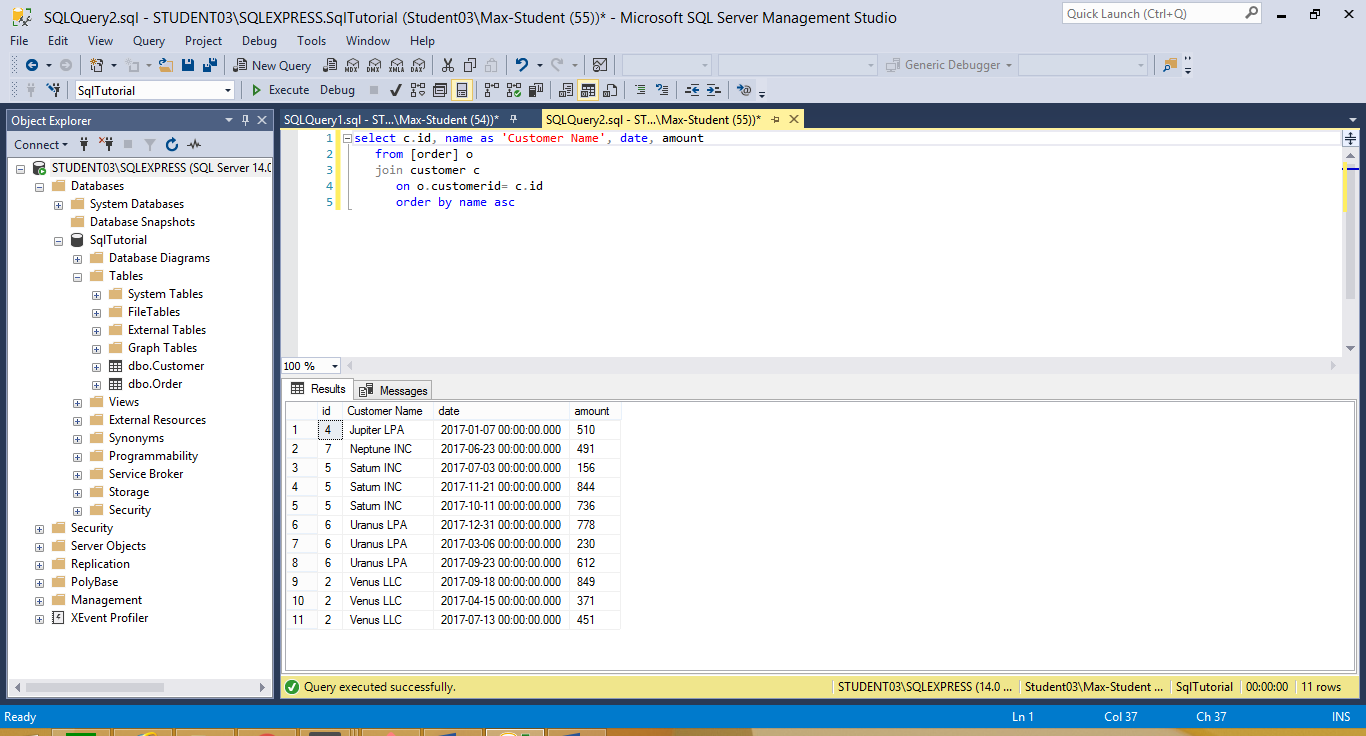 SQLQuery2.sql - STUDENT03\SQLEXPRESS.SqlTutorial (Student03\Max-Student (55))* - Microsoft SQL Server Management Studio
Quick Launch (Ctrl+Q)
File Edit View Query Project Debug Tools Window Help
New Query MDX DMX XMLA DAX Generic Debugger
SqlTutorial Execute Debug
Object Explorer
Connect
STUDENT03\SQLEXPRESS (SQL Server 14.0
Databases
System Databases
Database Snapshots
SqlTutorial
Database Diagrams
Tables
System Tables
FileTables
External Tables
Graph Tables
dbo.Customer
dbo.Order
Views
External Resources
Synonyms
Programmability
Service Broker
Storage
Security
Security
Server Objects
Replication
PolyBase
Management
XEvent Profiler
SQLQuery1.sql - ST...\Max-Student (54))* SQLQuery2.sql - ST...\Max-Student (55))*
1 select c.id, name as 'Customer Name', date, amount
2 from [order] o
3 join customer c
4 on o.customerid= c.id
5 order by name asc
100 %
Results Messages
id Customer Name date amount
1 4 Jupiter LPA 2017-01-07 00:00:00.000 510
2 7 Neptune INC 2017-06-23 00:00:00.000 491
3 5 Saturn INC 2017-07-03 00:00:00.000 156
4 5 Saturn INC 2017-11-21 00:00:00.000 844
5 5 Saturn INC 2017-10-11 00:00:00.000 736
6 6 Uranus LPA 2017-12-31 00:00:00.000 778
7 6 Uranus LPA 2017-03-06 00:00:00.000 230
8 6 Uranus LPA 2017-09-23 00:00:00.000 612
9 2 Venus LLC 2017-09-18 00:00:00.000 849
10 2 Venus LLC 2017-04-15 00:00:00.000 371
11 2 Venus LLC 2017-07-13 00:00:00.000 451
Query executed successfully. STUDENT03\SQLEXPRESS (14.0 ... Student03\Max-Student ... SqlTutorial 00:00:00 11 rows
Ready Ln 1 Col 37 Ch 37 INS